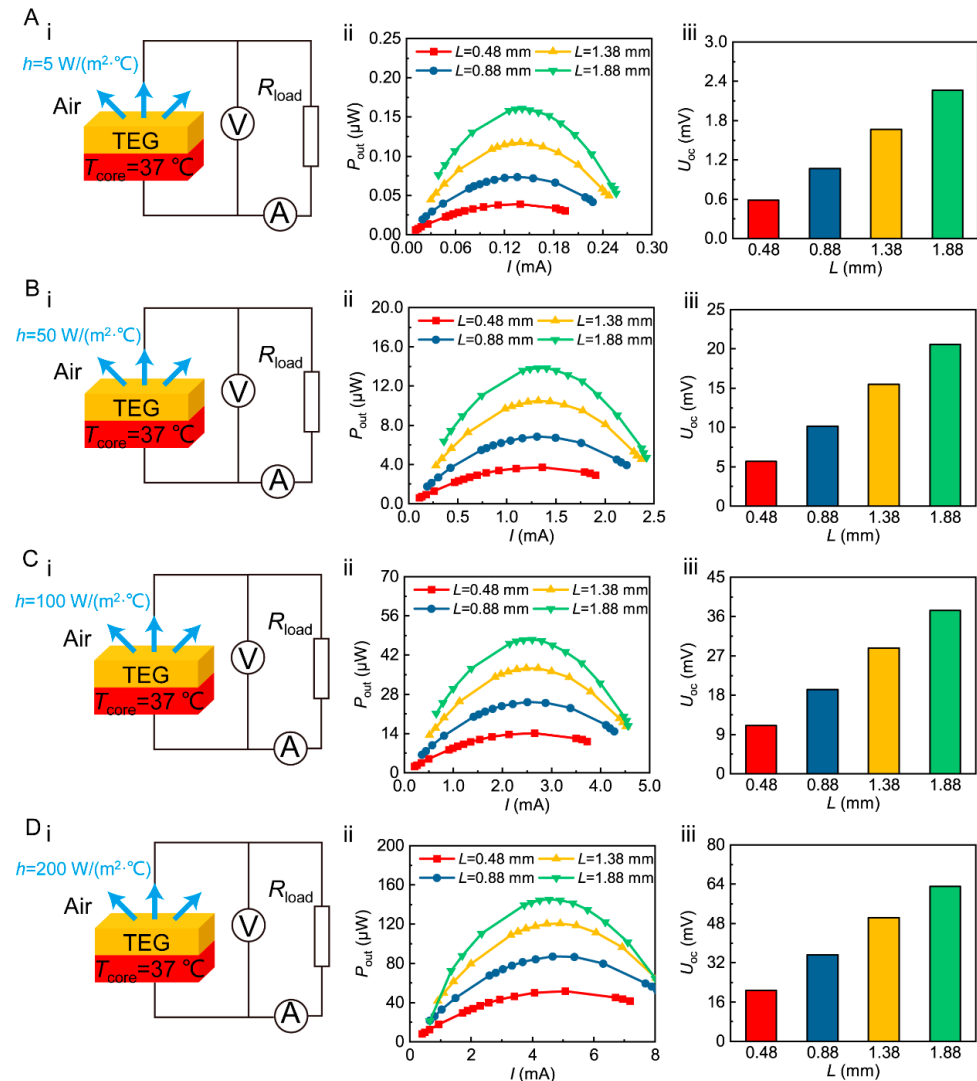 A
i
h=5 W/(m²·℃)
Air
TEG
T_core=37 ℃
V
R_load
A
ii
L=0.48 mm
L=1.38 mm
L=0.88 mm
L=1.88 mm
P_out (μW)
0.25
0.20
0.15
0.10
0.05
0.00
0.06 0.12 0.18 0.24 0.30
I (mA)
iii
U_oc (mV)
3.0
2.4
1.8
1.2
0.6
0.0
0.48 0.88 1.38 1.88
L (mm)
B
i
h=50 W/(m²·℃)
Air
TEG
T_core=37 ℃
V
R_load
A
ii
L=0.48 mm
L=1.38 mm
L=0.88 mm
L=1.88 mm
P_out (μW)
20.0
16.0
12.0
8.0
4.0
0.0
0.0 0.5 1.0 1.5 2.0 2.5
I (mA)
iii
U_oc (mV)
25
20
15
10
5
0
0.48 0.88 1.38 1.88
L (mm)
C
i
h=100 W/(m²·℃)
Air
TEG
T_core=37 ℃
V
R_load
A
ii
L=0.48 mm
L=1.38 mm
L=0.88 mm
L=1.88 mm
P_out (μW)
70
56
42
28
14
0
0.0 1.0 2.0 3.0 4.0 5.0
I (mA)
iii
U_oc (mV)
45
36
27
18
9
0
0.48 0.88 1.38 1.88
L (mm)
D
i
h=200 W/(m²·℃)
Air
TEG
T_core=37 ℃
V
R_load
A
ii
L=0.48 mm
L=1.38 mm
L=0.88 mm
L=1.88 mm
P_out (μW)
200
160
120
80
40
0
0 2 4 6 8
I (mA)
iii
U_oc (mV)
80
64
48
32
16
0
0.48 0.88 1.38 1.88
L (mm)